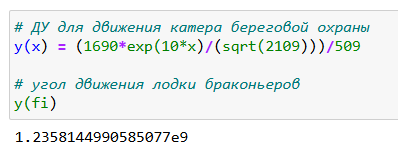 # ДУ для движения катера береговой охраны
y(x) = (1690*exp(10*x)/(sqrt(2109)))/509
# угол движения лодки браконьеров
y(fi)
1.2358144990585077e9